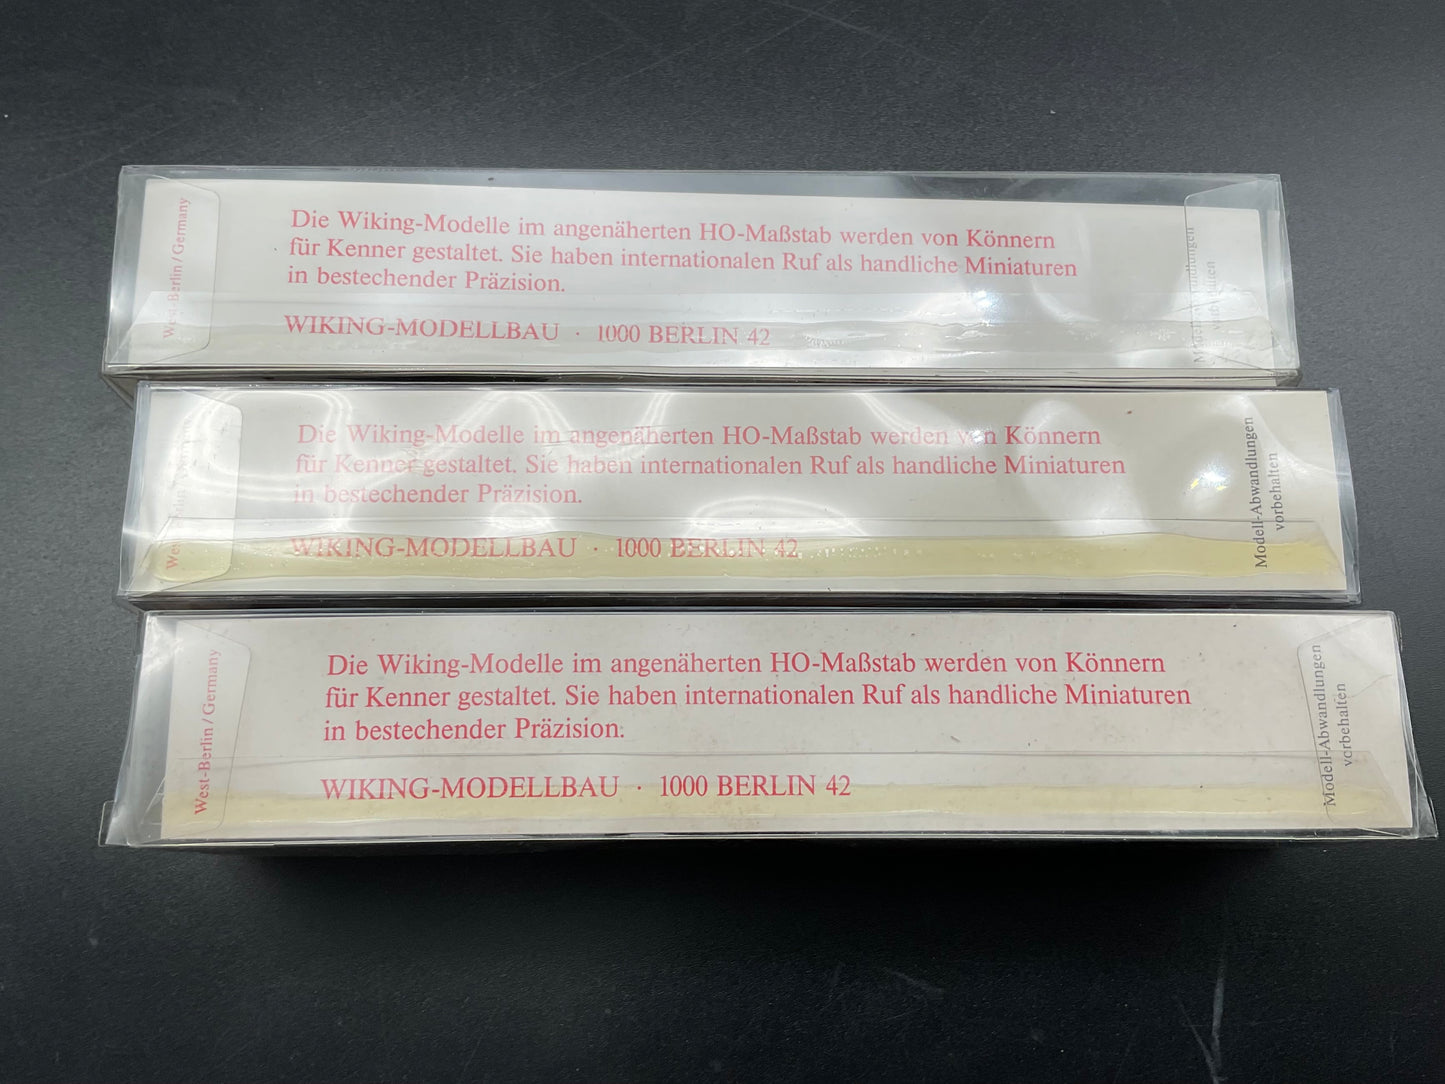 West-Berlin / Germany
Die Wiking-Modelle im angenäherten HO-Maßstab werden von Könnern
für Kenner gestaltet. Sie haben internationalen Ruf als handliche Miniaturen
in bestechender Präzision.
WIKING-MODELLBAU · 1000 BERLIN 42
Die Wiking-Modelle im angenäherten HO-Maßstab werden von Könnern
für Kenner gestaltet. Sie haben internationalen Ruf als handliche Miniaturen
in bestechender Präzision.
WIKING-MODELLBAU · 1000 BERLIN 42
Modell-Abwandlungen
vorbehalten
West-Berlin / Germany
Die Wiking-Modelle im angenäherten HO-Maßstab werden von Könnern
für Kenner gestaltet. Sie haben internationalen Ruf als handliche Miniaturen
in bestechender Präzision.
WIKING-MODELLBAU · 1000 BERLIN 42
Modell-Abwandlungen
vorbehalten